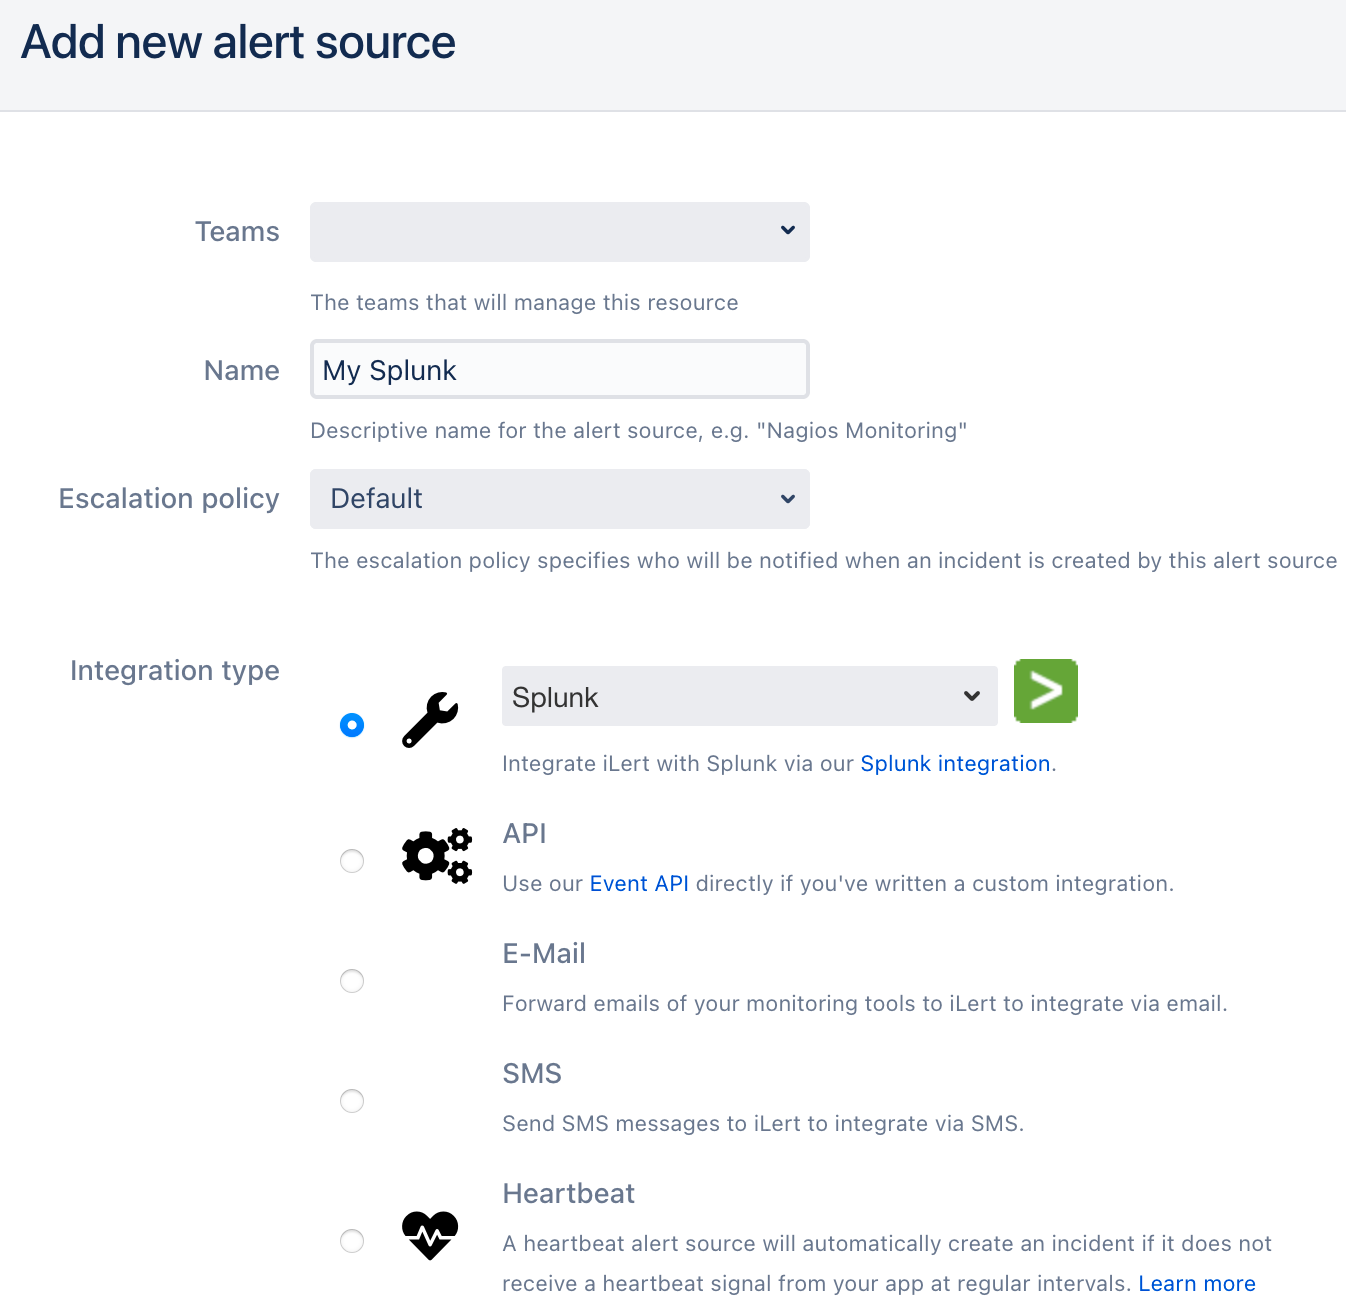 Add new alert source
Teams
The teams that will manage this resource
Name
My Splunk
Descriptive name for the alert source, e.g. "Nagios Monitoring"
Escalation policy
Default
The escalation policy specifies who will be notified when an incident is created by this alert source
Integration type
Splunk
Integrate iLert with Splunk via our Splunk integration.
API
Use our Event API directly if you've written a custom integration.
E-Mail
Forward emails of your monitoring tools to iLert to integrate via email.
SMS
Send SMS messages to iLert to integrate via SMS.
Heartbeat
A heartbeat alert source will automatically create an incident if it does not
receive a heartbeat signal from your app at regular intervals. Learn more